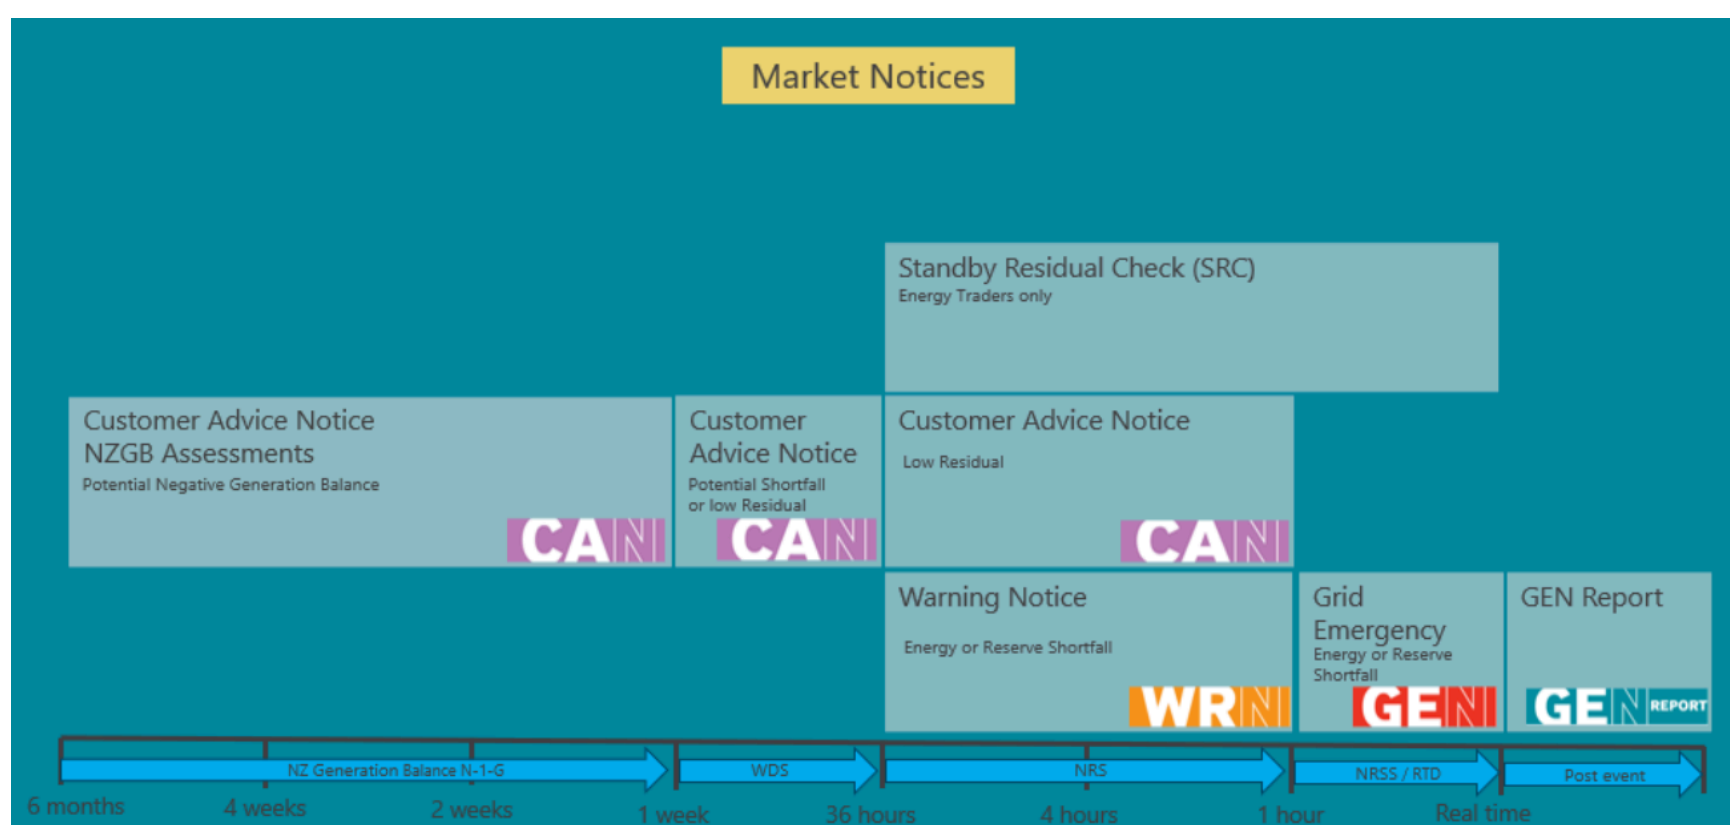 Market Notices
Standby Residual Check (SRC)
Energy Traders only
Customer Advice Notice
NZGB Assessments
Potential Negative Generation Balance
CAN
Customer
Advice Notice
Potential Shortfall
or low Residual
CAN
Customer Advice Notice
Low Residual
CAN
Warning Notice
Energy or Reserve Shortfall
WRN
Grid
Emergency
Energy or Reserve
Shortfall
GEN
GEN Report
GEN REPORT
NZ Generation Balance N-1-G
WDS
NRS
NRSS / RTD
Post event
6 months
4 weeks
2 weeks
1 week
36 hours
4 hours
1 hour
Real time